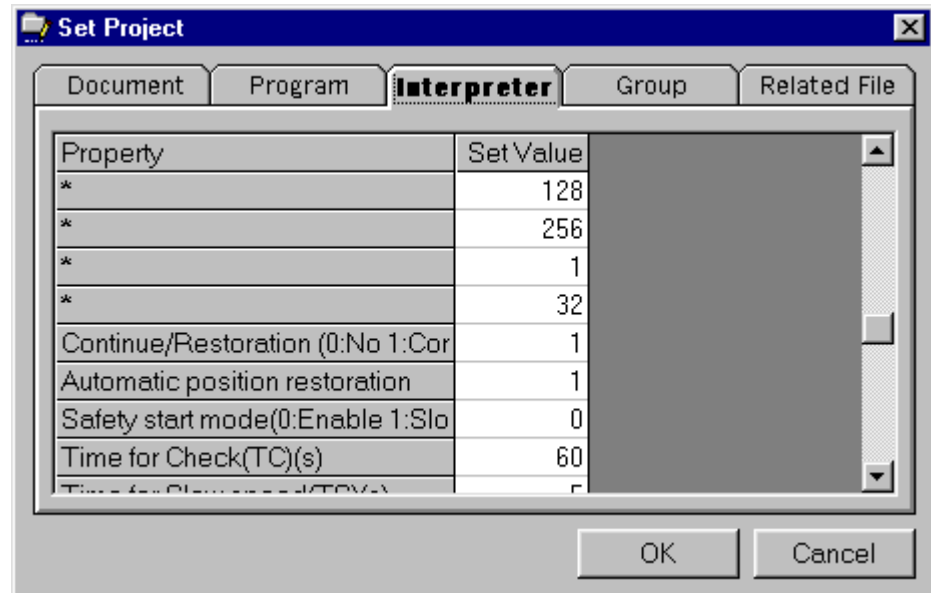 Set Project
Document Program Interpreter Group Related File
Property Set Value
* 128
* 256
* 1
* 32
Continue/Restoration (0:No 1:Cor 1
Automatic position restoration 1
Safety start mode(0:Enable 1:Slo 0
Time for Check(TC)(s) 60
OK Cancel